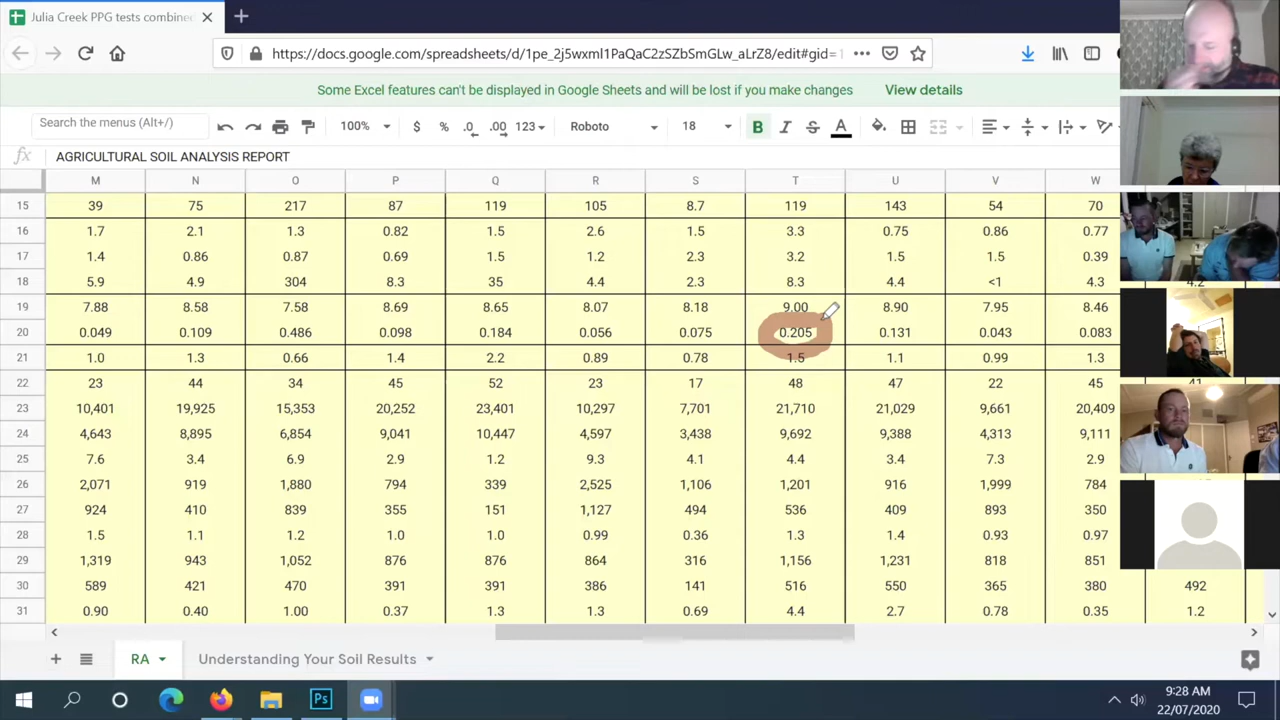 Julia Creek PPG tests combine
https://docs.google.com/spreadsheets/d/1pe_2j5wxml1PaQaC2zSZbSmGLw_aLrZ8/edit#gid=
Some Excel features can't be displayed in Google Sheets and will be lost if you make changes View details
Search the menus (Alt+/) 100% $ % .0 .00 123 Roboto 18 B I S A
fx AGRICULTURAL SOIL ANALYSIS REPORT
M N O P Q R S T U V W
15 39 75 217 87 119 105 8.7 119 143 54 70
16 1.7 2.1 1.3 0.82 1.5 2.6 1.5 3.3 0.75 0.86 0.77
17 1.4 0.86 0.87 0.69 1.5 1.2 2.3 3.2 1.5 1.5 0.39
18 5.9 4.9 304 8.3 35 4.4 2.3 8.3 4.4 <1 4.3 4.2
19 7.88 8.58 7.58 8.69 8.65 8.07 8.18 9.00 8.90 7.95 8.46
20 0.049 0.109 0.486 0.098 0.184 0.056 0.075 0.205 0.131 0.043 0.083
21 1.0 1.3 0.66 1.4 2.2 0.89 0.78 1.5 1.1 0.99 1.3
22 23 44 34 45 52 23 17 48 47 22 45
23 10,401 19,925 15,353 20,252 23,401 10,297 7,701 21,710 21,029 9,661 20,409
24 4,643 8,895 6,854 9,041 10,447 4,597 3,438 9,692 9,388 4,313 9,111
25 7.6 3.4 6.9 2.9 1.2 9.3 4.1 4.4 3.4 7.3 2.9
26 2,071 919 1,880 794 339 2,525 1,106 1,201 916 1,999 784
27 924 410 839 355 151 1,127 494 536 409 893 350
28 1.5 1.1 1.2 1.0 1.0 0.99 0.36 1.3 1.4 0.93 0.97
29 1,319 943 1,052 876 876 864 316 1,156 1,231 818 851
30 589 421 470 391 391 386 141 516 550 365 380 492
31 0.90 0.40 1.00 0.37 1.3 1.3 0.69 4.4 2.7 0.78 0.35 1.2
RA Understanding Your Soil Results
Ps
9:28 AM
22/07/2020